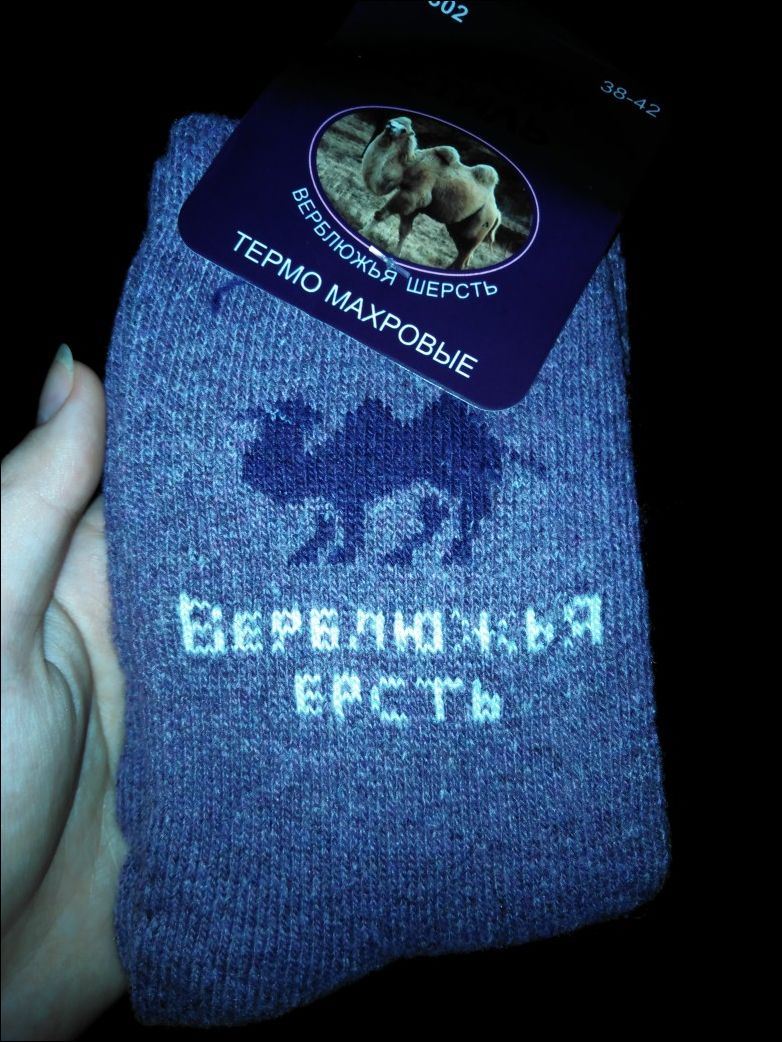 38-42
ВЕРБЛЮЖЬЯ ШЕРСТЬ
ТЕРМО МАХРОВЫЕ
ВЕРБЛЮЖЬЯ
ЕРСТЬ